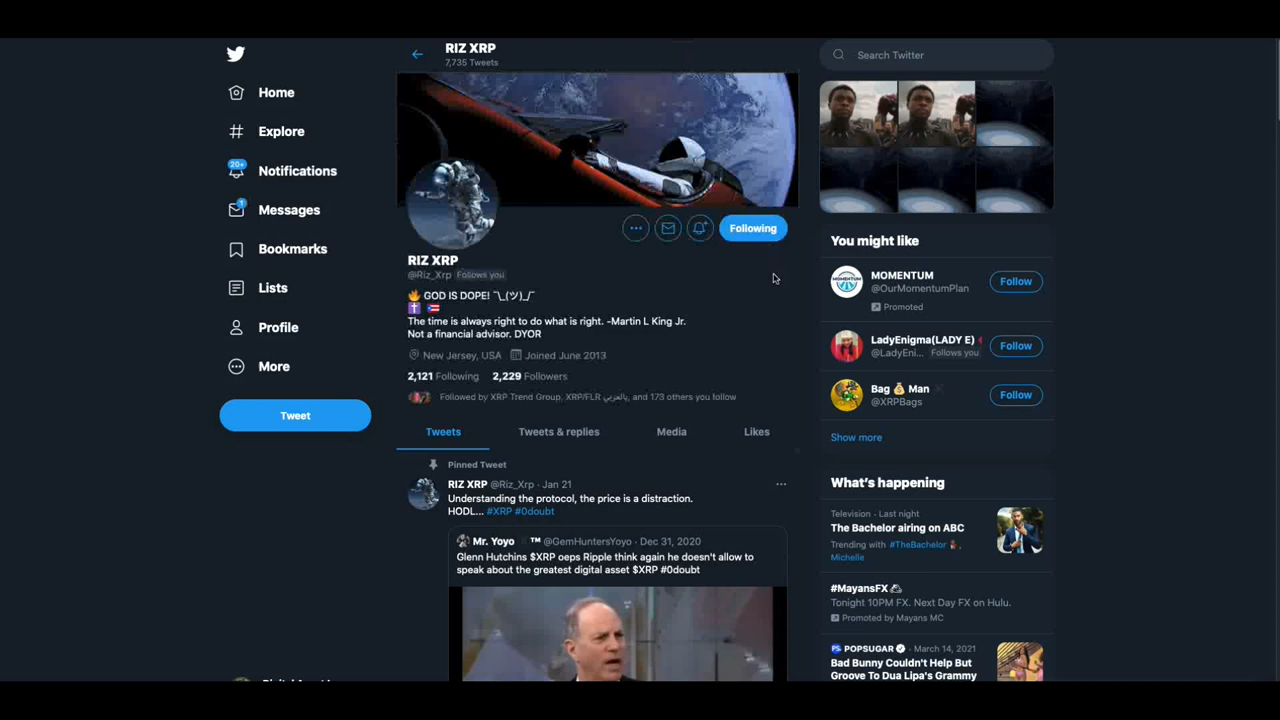 Home
Explore
20+
Notifications
1
Messages
Bookmarks
Lists
Profile
More
Tweet
RIZ XRP
7,735 Tweets
Following
RIZ XRP
@Riz_Xrp Follows you
🔥 GOD IS DOPE! ¯\_(ツ)_/¯
✝️ 🇵🇷
The time is always right to do what is right. -Martin L King Jr.
Not a financial advisor. DYOR
New Jersey, USA Joined June 2013
2,121 Following 2,229 Followers
Followed by XRP Trend Group, XRP/FLR بالعربي, and 173 others you follow
Tweets Tweets & replies Media Likes
Pinned Tweet
RIZ XRP @Riz_Xrp · Jan 21
Understanding the protocol, the price is a distraction.
HODL... #XRP #0doubt
Mr. Yoyo ™ @GemHuntersYoyo · Dec 31, 2020
Glenn Hutchins $XRP oeps Ripple think again he doesn't allow to
speak about the greatest digital asset $XRP #0doubt
Search Twitter
You might like
MOMENTUM
@OurMomentumPlan
Promoted
Follow
LadyEnigma(LADY E)
@LadyEni... Follows you
Follow
Bag 💰 Man
@XRPBags
Follow
Show more
What's happening
Television · Last night
The Bachelor airing on ABC
Trending with #TheBachelor,
Michelle
#MayansFX
Tonight 10PM FX. Next Day FX on Hulu.
Promoted by Mayans MC
POPSUGAR · March 14, 2021
Bad Bunny Couldn't Help But
Groove To Dua Lipa's Grammy